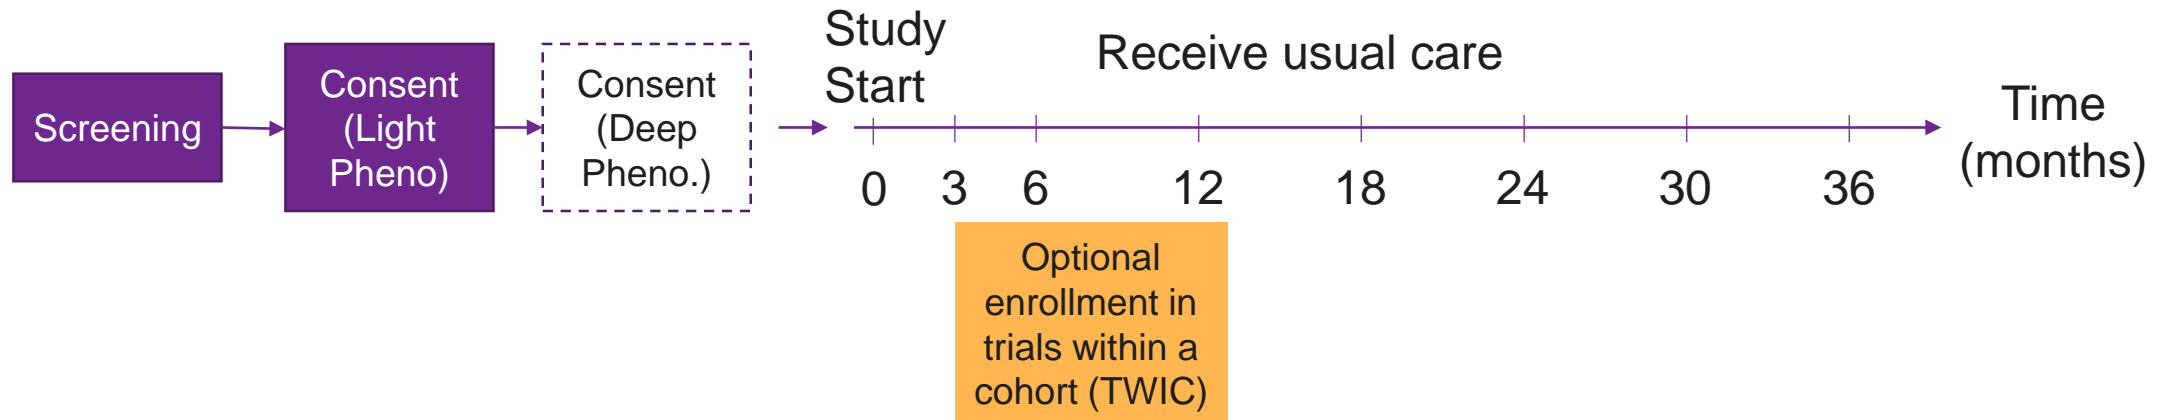 Screening
Consent
(Light
Pheno)
Consent
(Deep
Pheno.)
Study
Start
Receive usual care
0 3 6 12 18 24 30 36
Time
(months)
Optional
enrollment in
trials within a
cohort (TWIC)